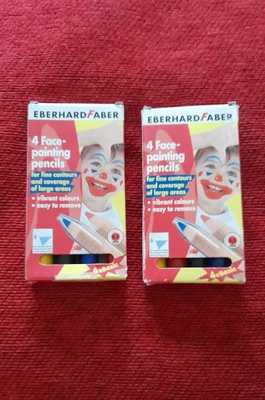 EBERHARD FABER
4 Face-
painting
pencils
for fine contours
and coverage
of large areas
• vibrant colours
• easy to remove
4xBasic
EBERHARD FABER
4 Face-
painting
pencils
for fine contours
and coverage
of large areas
• vibrant colours
• easy to remove
4xBasic